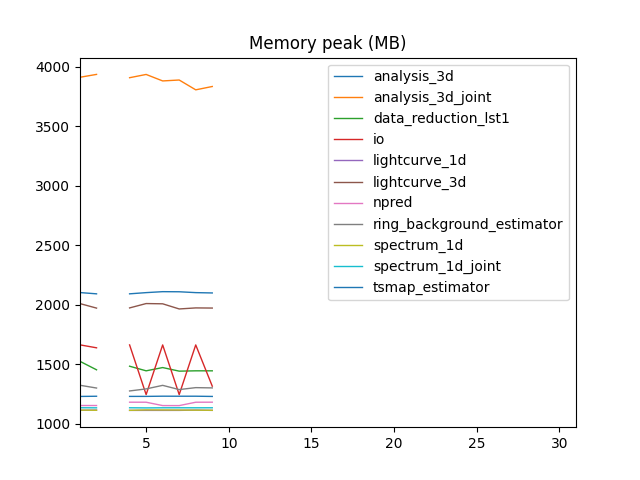 Memory peak (MB)
4000
3500
3000
2500
2000
1500
1000
5
10
15
20
25
30
analysis_3d
analysis_3d_joint
data_reduction_lst1
io
lightcurve_1d
lightcurve_3d
npred
ring_background_estimator
spectrum_1d
spectrum_1d_joint
tsmap_estimator